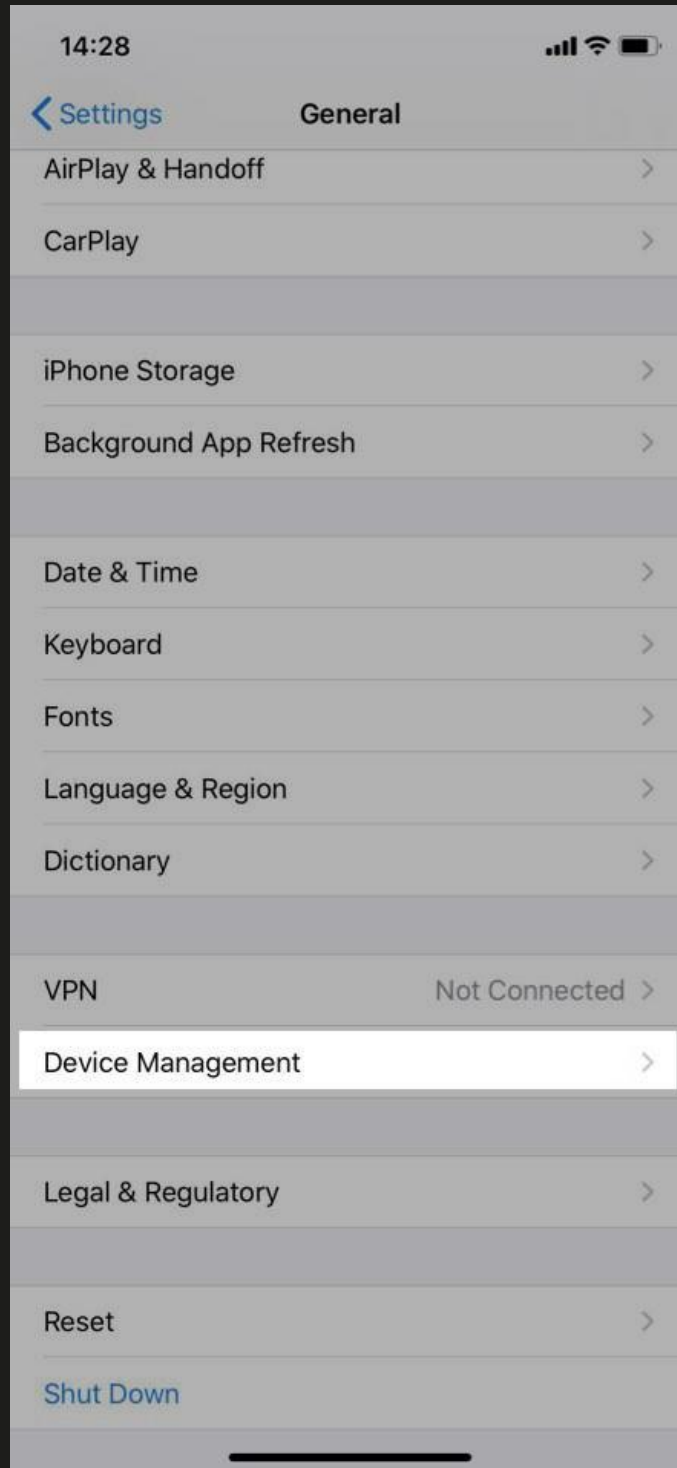 14:28
Settings
General
AirPlay & Handoff
CarPlay
iPhone Storage
Background App Refresh
Date & Time
Keyboard
Fonts
Language & Region
Dictionary
VPN Not Connected
Device Management
Legal & Regulatory
Reset
Shut Down